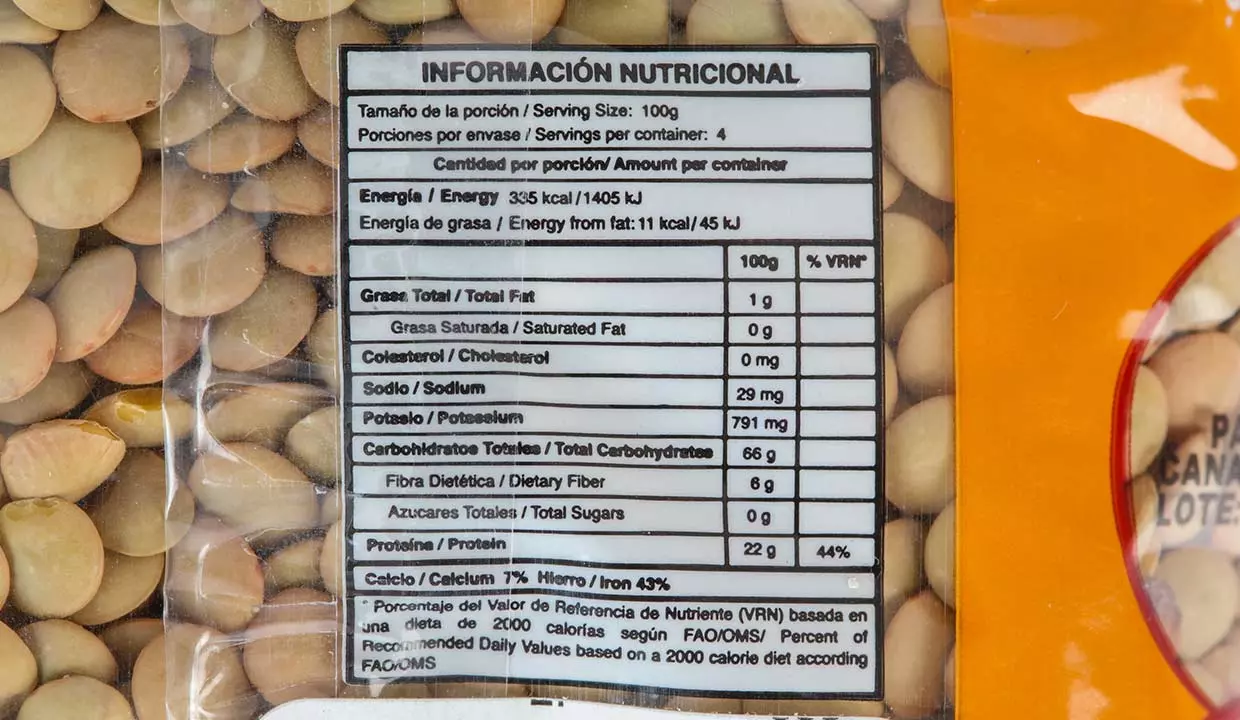 INFORMACIÓN NUTRICIONAL
Tamaño de la porción / Serving Size: 100g
Porciones por envase / Servings per container: 4
Cantidad por porción/ Amount per container
Energía / Energy 335 kcal/1405 kJ
Energía de grasa / Energy from fat: 11 kcal/45 kJ
100g % VRN*
Grasa Total / Total Fat 1 g
Grasa Saturada / Saturated Fat 0 g
Colesterol / Cholesterol 0 mg
Sodio / Sodium 29 mg
Potasio / Potassium 791 mg
Carbohidratos Totales / Total Carbohydrates 66 g
Fibra Dietética / Dietary Fiber 6 g
Azucares Totales / Total Sugars 0 g
Proteína / Protein 22 g 44%
Calcio / Calcium 7% Hierro / Iron 43%
* Porcentaje del Valor de Referencia de Nutriente (VRN) basada en
una dieta de 2000 calorías según FAO/OMS/ Percent of
Recommended Daily Values based on a 2000 calorie diet according
FAO/OMS
PA
CANA
LOTE: